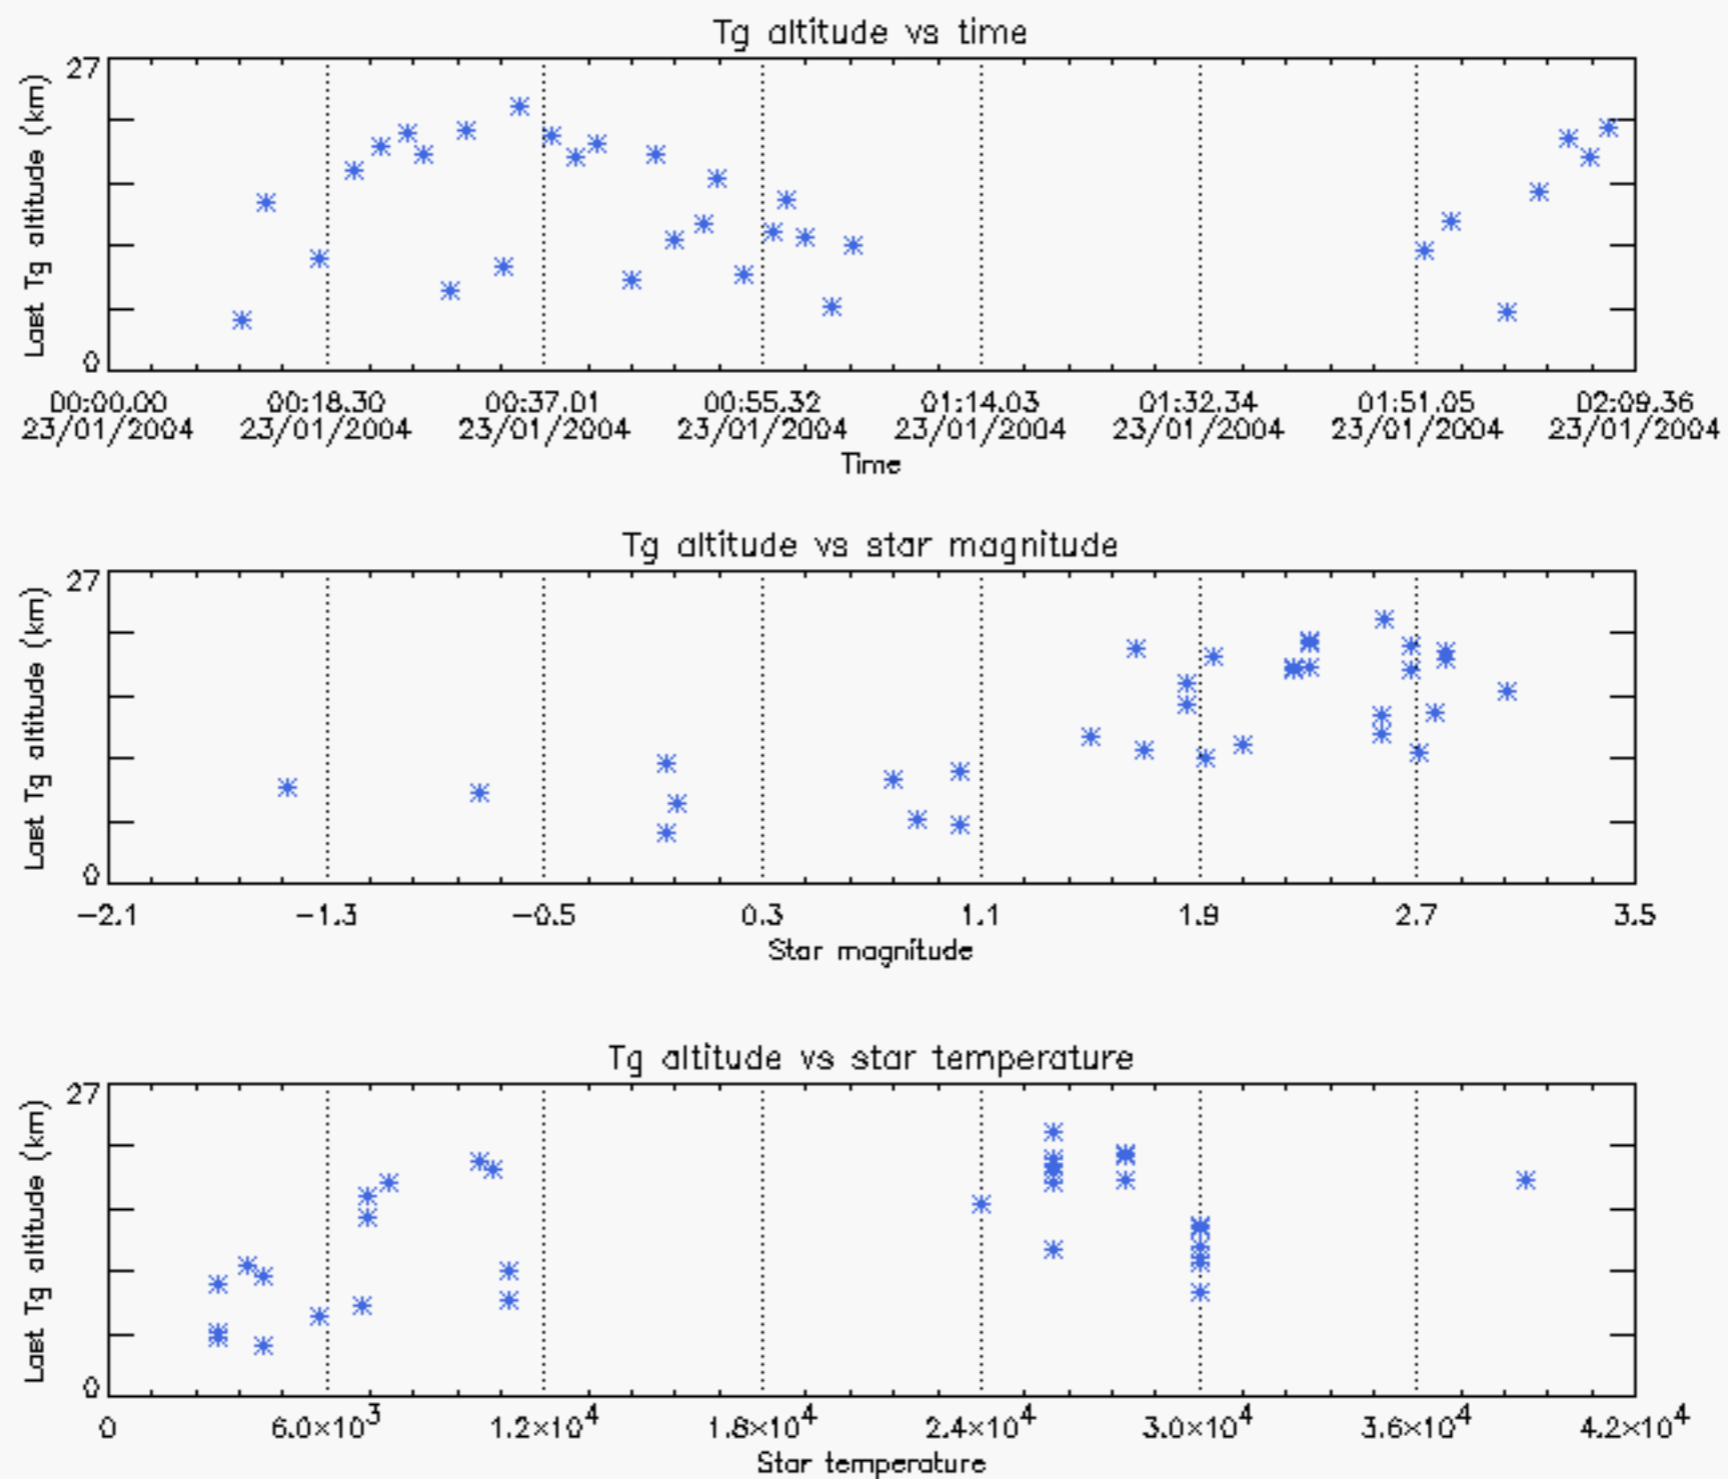 Tg altitude vs time
27
Last Tg altitude (km)
0
00:00.00 00:18.30 00:37.01 00:55.32 01:14.03 01:32.34 01:51.05 02:09.36
23/01/2004 23/01/2004 23/01/2004 23/01/2004 23/01/2004 23/01/2004 23/01/2004 23/01/2004
Time
Tg altitude vs star magnitude
27
Last Tg altitude (km)
0
−2.1 −1.3 −0.5 0.3 1.1 1.9 2.7 3.5
Star magnitude
Tg altitude vs star temperature
27
Last Tg altitude (km)
0
0 6.0×10³ 1.2×10⁴ 1.8×10⁴ 2.4×10⁴ 3.0×10⁴ 3.6×10⁴ 4.2×10⁴
Star temperature